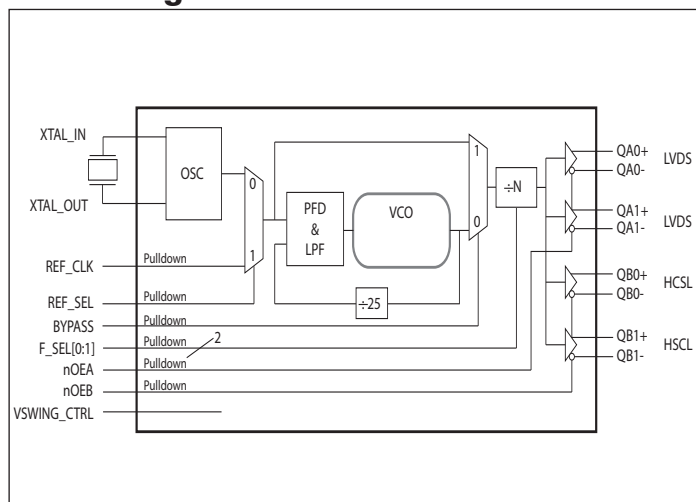 XTAL_IN
OSC
XTAL_OUT
0
1
PFD
&
LPF
VCO
1
0
÷N
÷25
QA0+
QA0-
LVDS
QA1+
QA1-
LVDS
QB0+
QB0-
HCSL
QB1+
QB1-
HSCL
REF_CLK Pulldown
REF_SEL Pulldown
BYPASS Pulldown
F_SEL[0:1] Pulldown 2
nOEA Pulldown
nOEB Pulldown
VSWING_CTRL